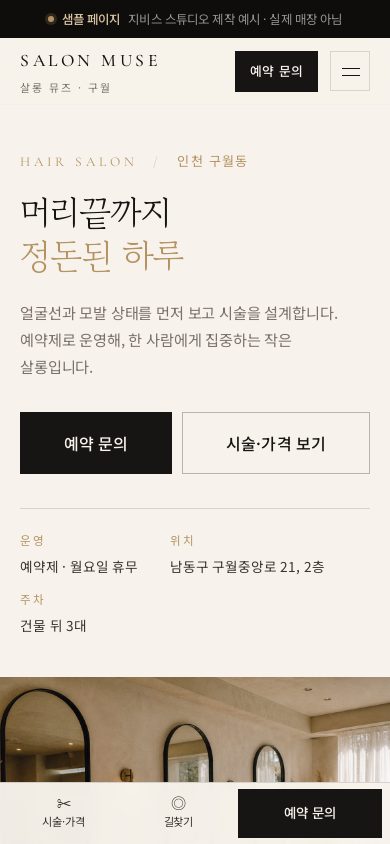 샘플 페이지 지비스 스튜디오 제작 예시 · 실제 매장 아님
SALON MUSE
살롱 뮤즈 · 구월
예약 문의
HAIR SALON / 인천 구월동
머리끝까지
정돈된 하루
얼굴선과 모발 상태를 먼저 보고 시술을 설계합니다.
예약제로 운영해, 한 사람에게 집중하는 작은
살롱입니다.
예약 문의
시술·가격 보기
운영
예약제 · 월요일 휴무
위치
남동구 구월중앙로 21, 2층
주차
건물 뒤 3대
시술·가격
길찾기
예약 문의